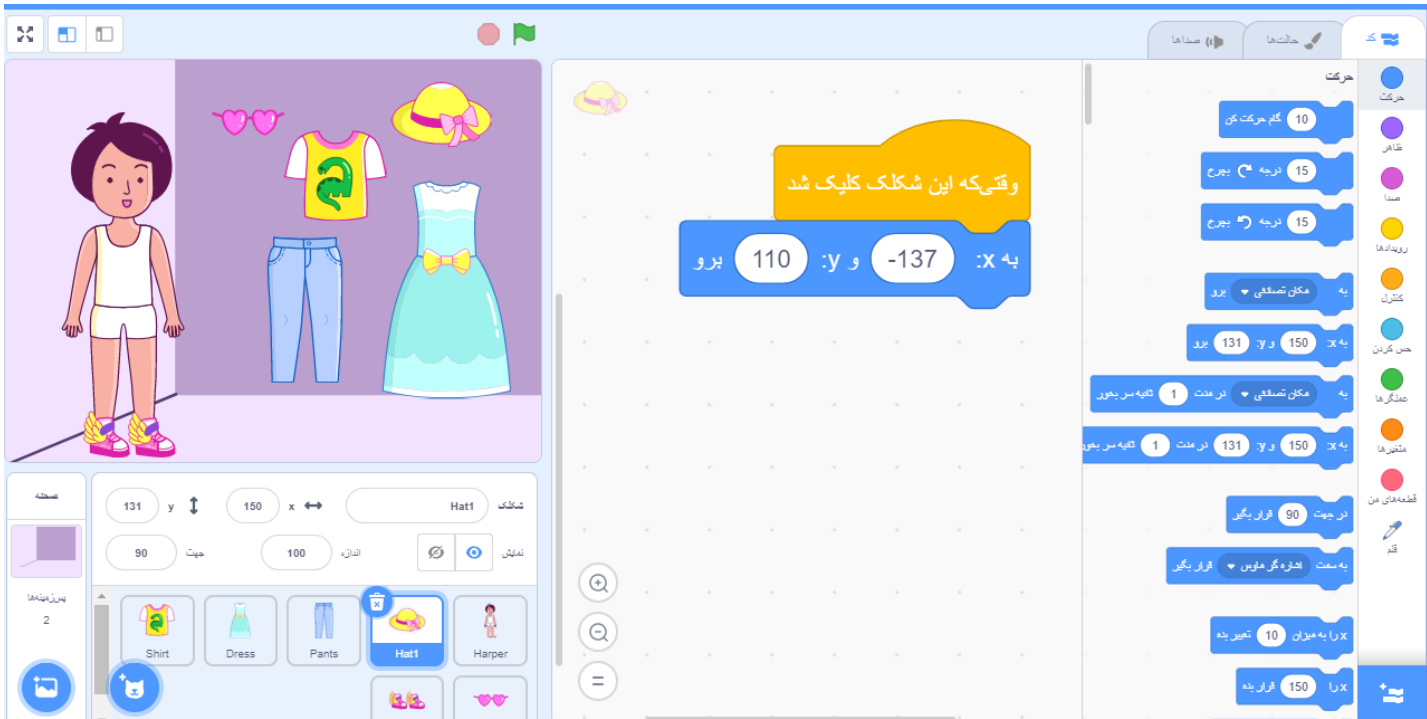 کد
حالت‌ها
صداها
حرکت
ظاهر
صدا
رویدادها
کنترل
حس کردن
عملگرها
متغیرها
قطعه‌های من
قلم
حرکت
10 گام حرکت کن
15 درجه بچرخ
15 درجه بچرخ
به مکان تصادفی برو
به x: 150 و y: 131 برو
به مکان تصادفی در مدت 1 ثانیه سر بخور
به x: 150 و y: 131 در مدت 1 ثانیه سر بخور
در جهت 90 قرار بگیر
به سمت اشاره گر ماوس قرار بگیر
x را به میزان 10 تغییر بده
x را 150 قرار بده
وقتی‌که این شکلک کلیک شد
به x: -137 و y: 110 برو
شکلک Hat1 x 150 y 131
نمایش اندازه 100 جهت 90
Shirt Dress Pants Hat1 Harper
صحنه
پس‌زمینه‌ها
2